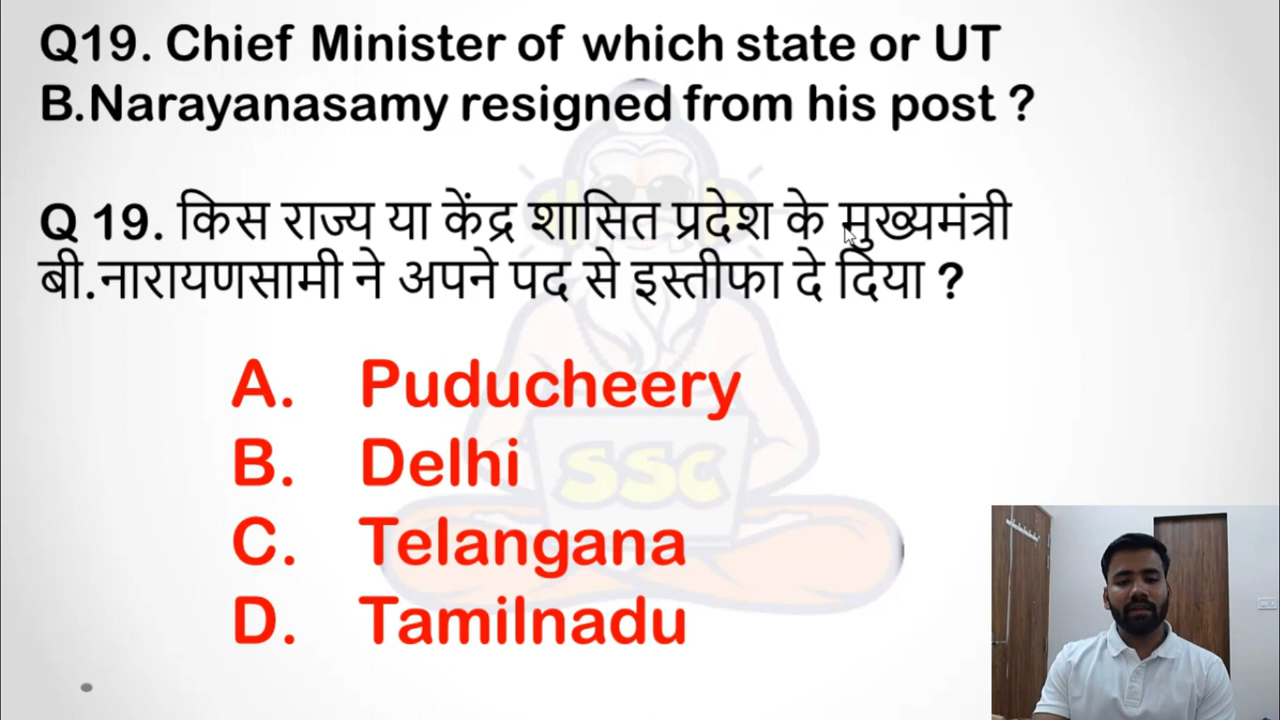 Q19. Chief Minister of which state or UT
B.Narayanasamy resigned from his post ?
Q 19. किस राज्य या केंद्र शासित प्रदेश के मुख्यमंत्री
बी.नारायणसामी ने अपने पद से इस्तीफा दे दिया ?
A. Puducheery
B. Delhi
C. Telangana
D. Tamilnadu
SSC